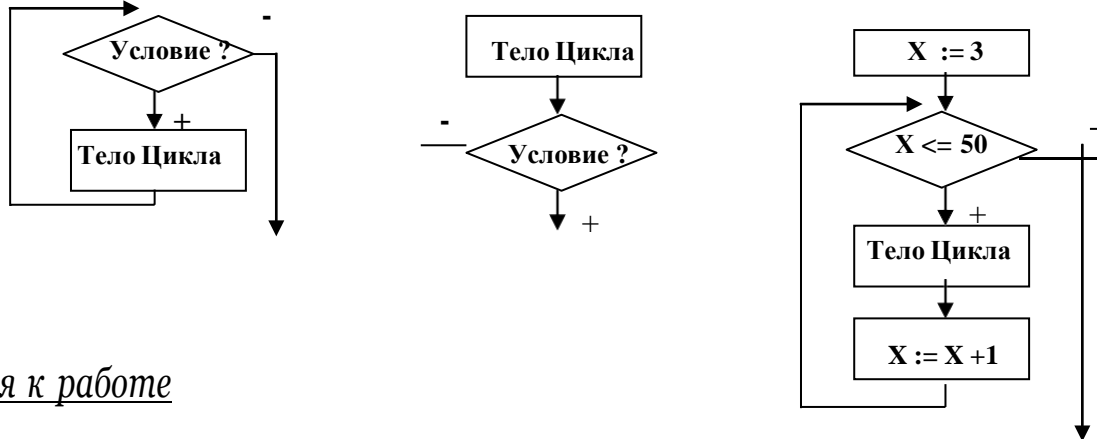 -
Условие ?
+
Тело Цикла
Тело Цикла
-
Условие ?
+
X := 3
X <= 50
-
+
Тело Цикла
X := X +1
я к работе